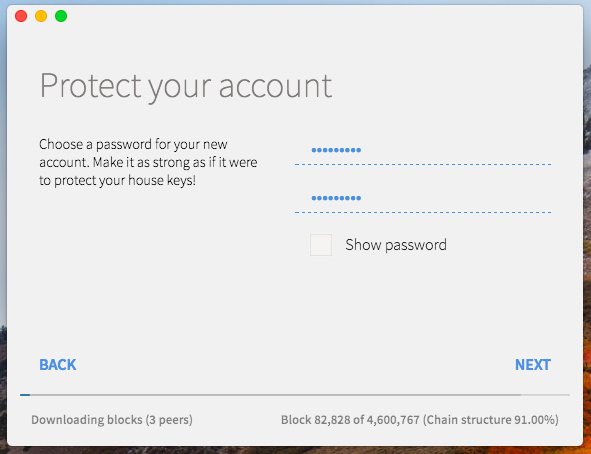 Protect your account
Choose a password for your new
account. Make it as strong as if it were
to protect your house keys!
•••••••••
•••••••••
Show password
BACK
NEXT
Downloading blocks (3 peers)
Block 82,828 of 4,600,767 (Chain structure 91.00%)